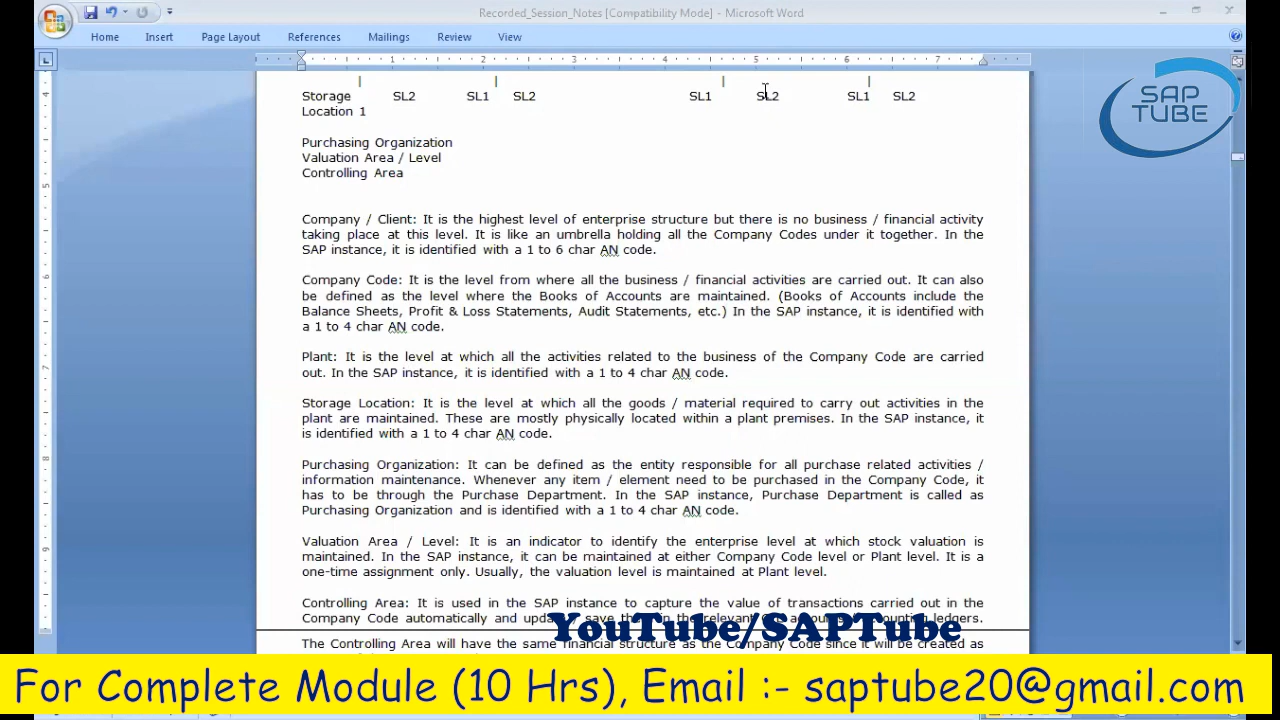 Recorded_Session_Notes [Compatibility Mode] - Microsoft Word
Home Insert Page Layout References Mailings Review View
1 2 3 4 5 6 7
Storage SL2 SL1 SL2 SL1 SL2 SL1 SL2
Location 1
SAP
TUBE
Purchasing Organization
Valuation Area / Level
Controlling Area
Company / Client: It is the highest level of enterprise structure but there is no business / financial activity
taking place at this level. It is like an umbrella holding all the Company Codes under it together. In the
SAP instance, it is identified with a 1 to 6 char AN code.
Company Code: It is the level from where all the business / financial activities are carried out. It can also
be defined as the level where the Books of Accounts are maintained. (Books of Accounts include the
Balance Sheets, Profit & Loss Statements, Audit Statements, etc.) In the SAP instance, it is identified with
a 1 to 4 char AN code.
Plant: It is the level at which all the activities related to the business of the Company Code are carried
out. In the SAP instance, it is identified with a 1 to 4 char AN code.
Storage Location: It is the level at which all the goods / material required to carry out activities in the
plant are maintained. These are mostly physically located within a plant premises. In the SAP instance, it
is identified with a 1 to 4 char AN code.
Purchasing Organization: It can be defined as the entity responsible for all purchase related activities /
information maintenance. Whenever any item / element need to be purchased in the Company Code, it
has to be through the Purchase Department. In the SAP instance, Purchase Department is called as
Purchasing Organization and is identified with a 1 to 4 char AN code.
Valuation Area / Level: It is an indicator to identify the enterprise level at which stock valuation is
maintained. In the SAP instance, it can be maintained at either Company Code level or Plant level. It is a
one-time assignment only. Usually, the valuation level is maintained at Plant level.
Controlling Area: It is used in the SAP instance to capture the value of transactions carried out in the
Company Code automatically and save in the relevant ledgers.
YouTube/SAPTube
The Controlling Area will have the same financial structure as the Company Code since it will be created as
For Complete Module (10 Hrs), Email :- saptube20@gmail.com